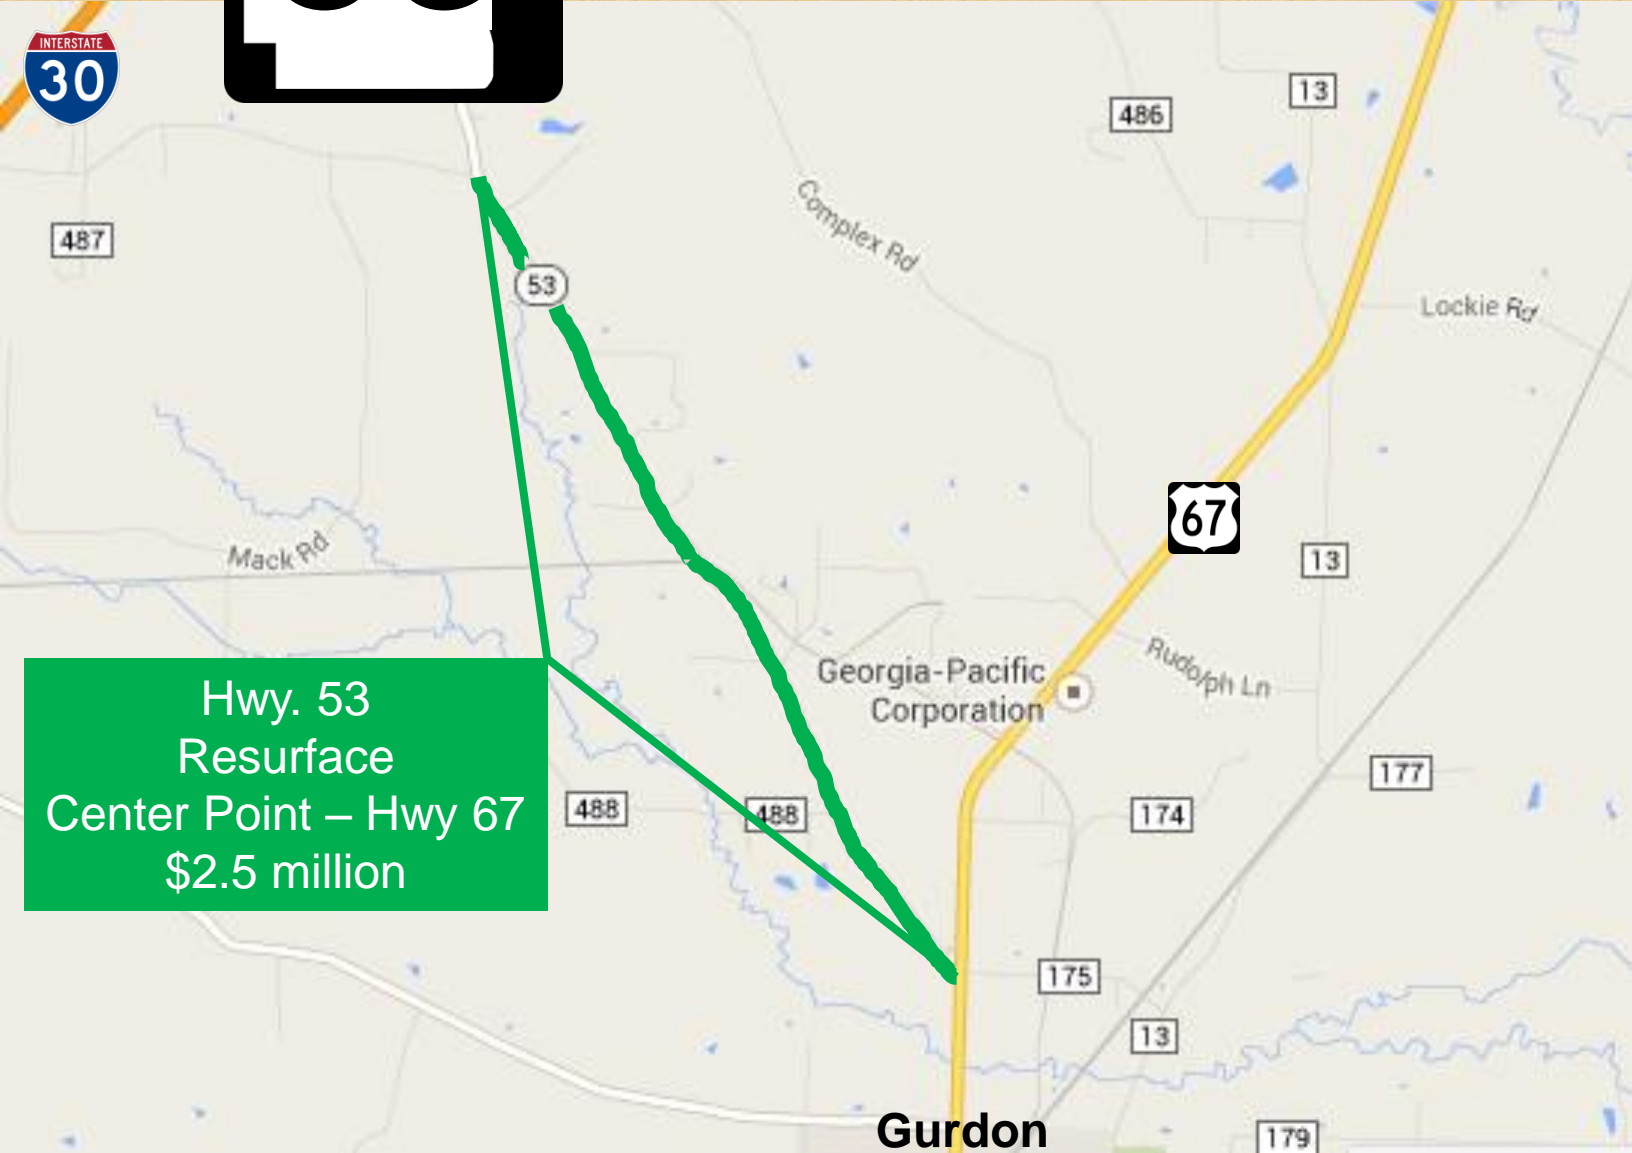 INTERSTATE
30
13
486
Complex Rd
487
53
Lockie Rd
67
Mack Rd
13
Georgia-Pacific
Corporation
Rudolph Ln
Hwy. 53
Resurface
Center Point – Hwy 67
$2.5 million
488
488
174
177
175
13
Gurdon
179